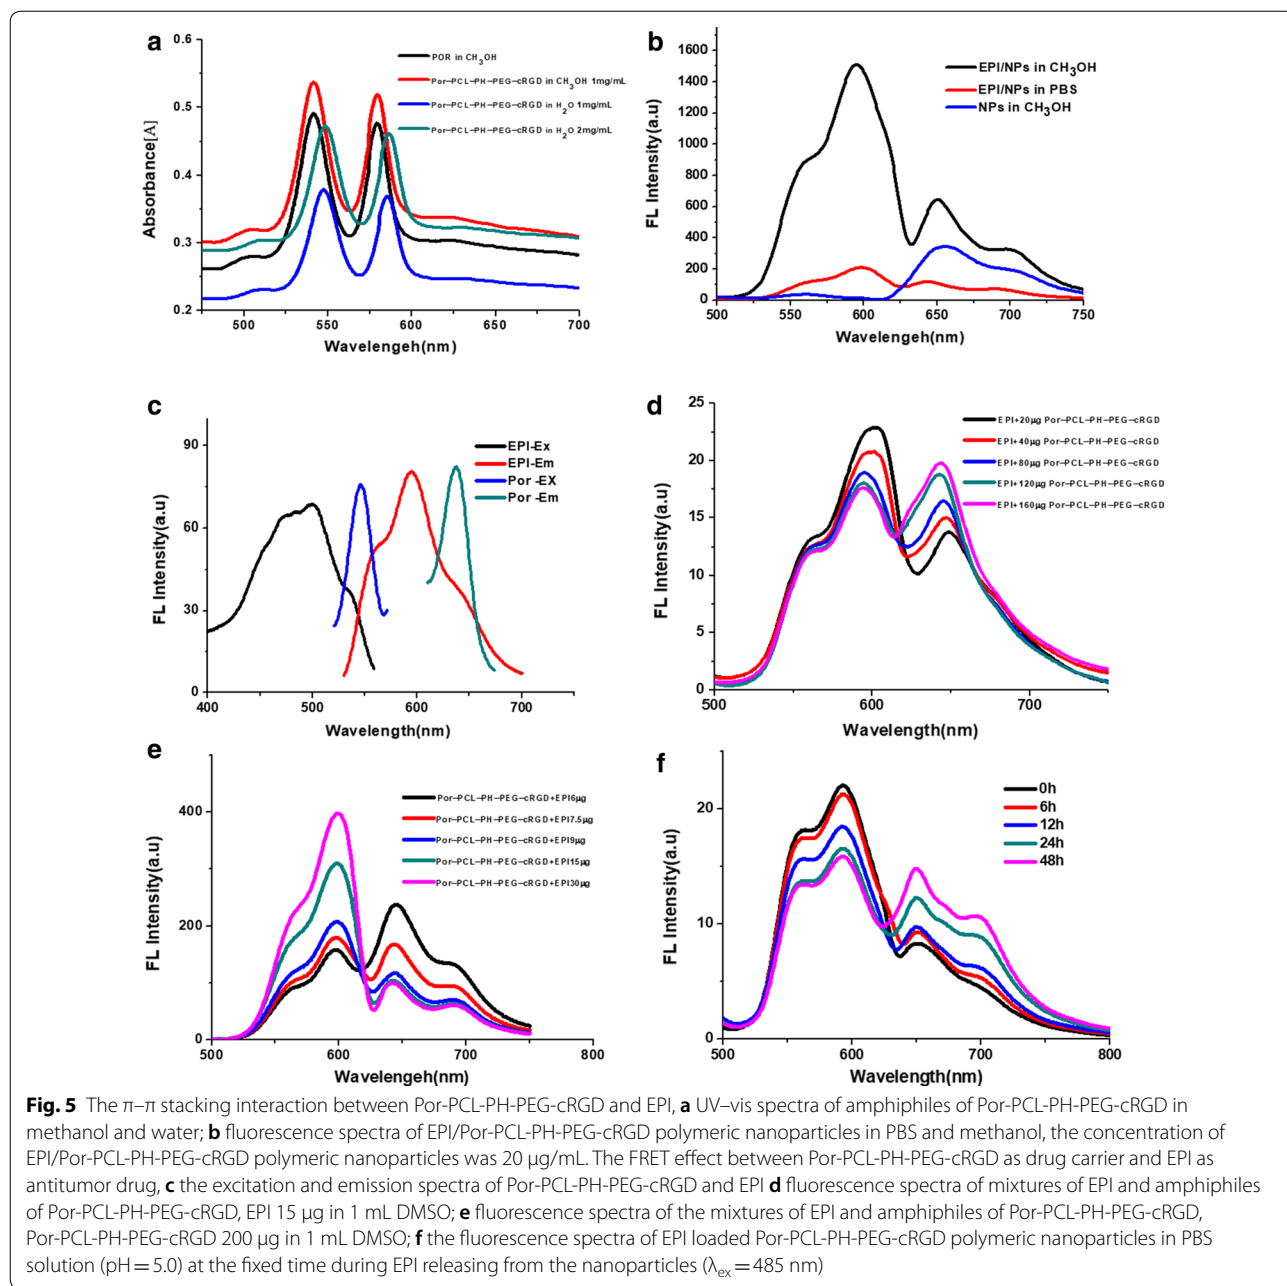 a
0.6
0.5
0.4
0.3
0.2
Absorbance[A]
POR in CH3OH
Por–PCL–PH–PEG–cRGD in CH3OH 1mg/mL
Por–PCL–PH–PEG–cRGD in H2O 1mg/mL
Por–PCL–PH–PEG–cRGD in H2O 2mg/mL
500 550 600 650 700
Wavelengeh(nm)
b
1600
1400
1200
1000
800
600
400
200
0
FL Intensity(a.u)
EPI/NPs in CH3OH
EPI/NPs in PBS
NPs in CH3OH
500 550 600 650 700 750
Wavelength(nm)
c
90
60
30
0
FL Intensity(a.u)
EPI-Ex
EPI-Em
Por -EX
Por -Em
400 500 600 700
Wavelength(nm)
d
25
20
15
10
5
0
FL Intensity(a.u)
EPI+20μg Por–PCL–PH–PEG–cRGD
EPI+40μg Por–PCL–PH–PEG–cRGD
EPI+80μg Por–PCL–PH–PEG–cRGD
EPI+120μg Por–PCL–PH–PEG–cRGD
EPI+160μg Por–PCL–PH–PEG–cRGD
500 600 700
Wavelength(nm)
e
400
200
0
FL Intensity(a.u)
Por–PCL–PH–PEG–cRGD+EPI6μg
Por–PCL–PH–PEG–cRGD+EPI7.5μg
Por–PCL–PH–PEG–cRGD+EPI9μg
Por–PCL–PH–PEG–cRGD+EPI15μg
Por–PCL–PH–PEG–cRGD+EPI30μg
500 600 700 800
Wavelengeh(nm)
f
20
10
0
FL Intensity(a.u)
0h
6h
12h
24h
48h
500 600 700 800
Wavelength(nm)
Fig. 5 The π–π stacking interaction between Por-PCL-PH-PEG-cRGD and EPI, a UV–vis spectra of amphiphiles of Por-PCL-PH-PEG-cRGD in
methanol and water; b fluorescence spectra of EPI/Por-PCL-PH-PEG-cRGD polymeric nanoparticles in PBS and methanol, the concentration of
EPI/Por-PCL-PH-PEG-cRGD polymeric nanoparticles was 20 μg/mL. The FRET effect between Por-PCL-PH-PEG-cRGD as drug carrier and EPI as
antitumor drug, c the excitation and emission spectra of Por-PCL-PH-PEG-cRGD and EPI d fluorescence spectra of mixtures of EPI and amphiphiles
of Por-PCL-PH-PEG-cRGD, EPI 15 μg in 1 mL DMSO; e fluorescence spectra of the mixtures of EPI and amphiphiles of Por-PCL-PH-PEG-cRGD,
Por-PCL-PH-PEG-cRGD 200 μg in 1 mL DMSO; f the fluorescence spectra of EPI loaded Por-PCL-PH-PEG-cRGD polymeric nanoparticles in PBS
solution (pH = 5.0) at the fixed time during EPI releasing from the nanoparticles (λex = 485 nm)